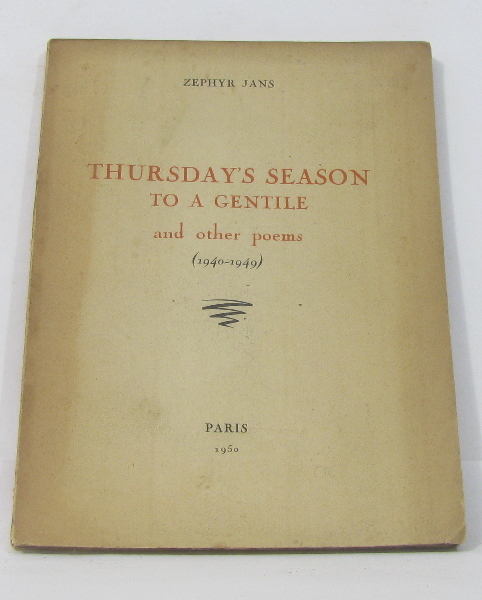 ZEPHYR JANS
THURSDAY'S SEASON
TO A GENTILE
and other poems
(1940-1949)
PARIS
1950